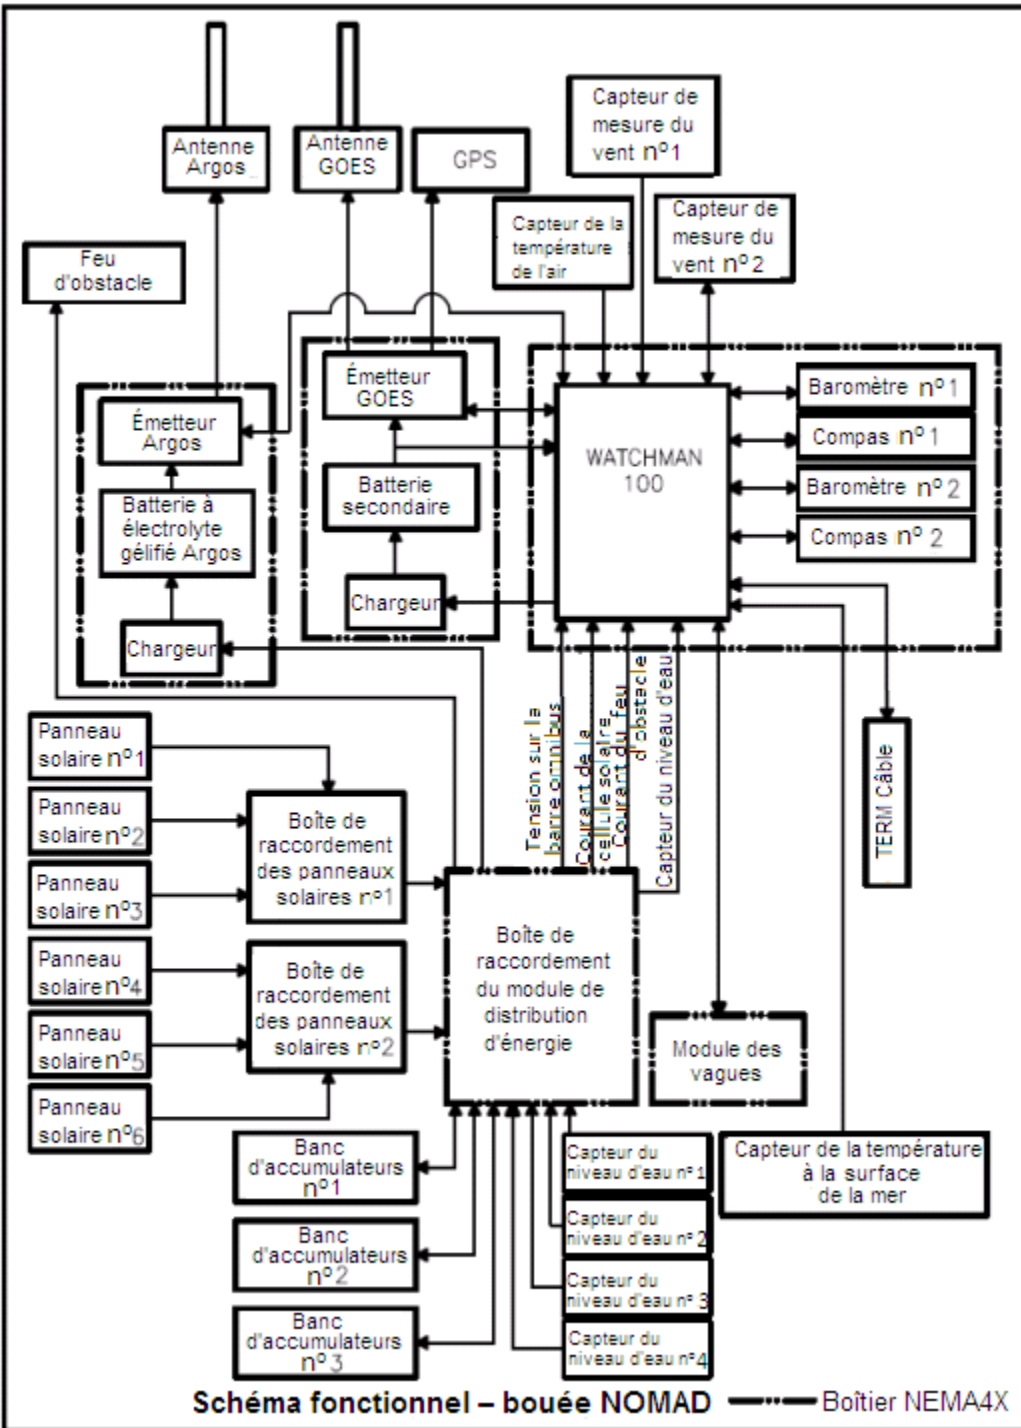 Antenne
Argos
Antenne
GOES
GPS
Capteur de
mesure du
vent nº1
Capteur de la
température
de l'air
Capteur de
mesure du
vent nº2
Feu
d'obstacle
Émetteur
Argos
Batterie à
électrolyte
gélifié Argos
Chargeur
Émetteur
GOES
Batterie
secondaire
Chargeur
WATCHMAN
100
Baromètre nº1
Compas nº1
Baromètre nº2
Compas nº 2
TERM Câble
Tension sur la
barre omnibus
Courant de la
cellule solaire
Courant du feu
d'obstacle
Capteur du niveau d'eau
Panneau
solaire nº1
Panneau
solaire nº2
Panneau
solaire nº3
Panneau
solaire nº4
Panneau
solaire nº5
Panneau
solaire nº6
Boîte de
raccordement
des panneaux
solaires nº1
Boîte de
raccordement
des panneaux
solaires nº2
Boîte de
raccordement
du module de
distribution
d'énergie
Module des
vagues
Capteur de la température
à la surface
de la mer
Banc
d'accumulateurs
nº1
Banc
d'accumulateurs
nº2
Banc
d'accumulateurs
nº3
Capteur du
niveau d'eau nº1
Capteur du
niveau d'eau nº2
Capteur du
niveau d'eau nº 3
Capteur du
niveau d'eau nº4
Schéma fonctionnel – bouée NOMAD
Boîtier NEMA4X